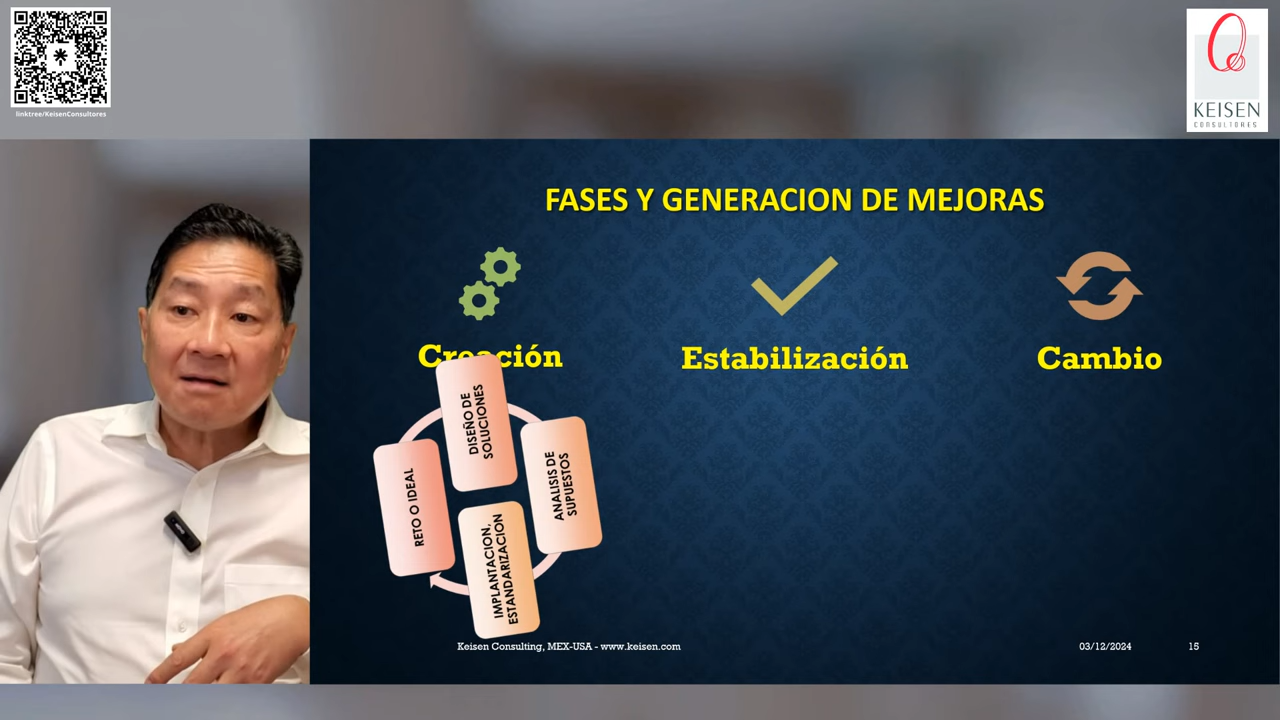 linktree/KeisenConsultores
KEISEN
CONSULTORES
FASES Y GENERACION DE MEJORAS
Creación
Estabilización
Cambio
DISEÑO DE
SOLUCIONES
RETO O IDEAL
ANALISIS DE
SUPUESTOS
IMPLANTACION,
ESTANDARIZACION
Keisen Consulting, MEX-USA - www.keisen.com
03/12/2024
15